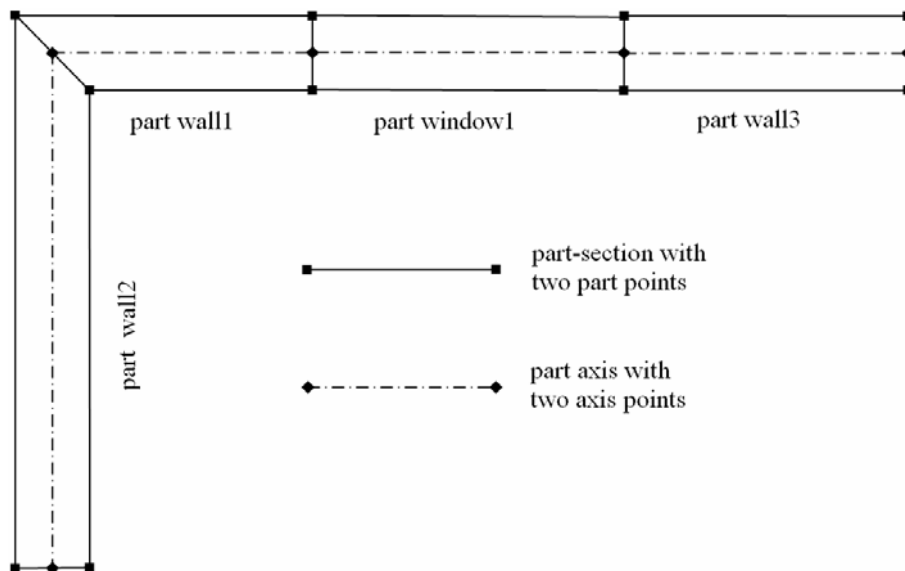 part wall1
part window1
part wall3
part-section with
two part points
part wall2
part axis with
two axis points